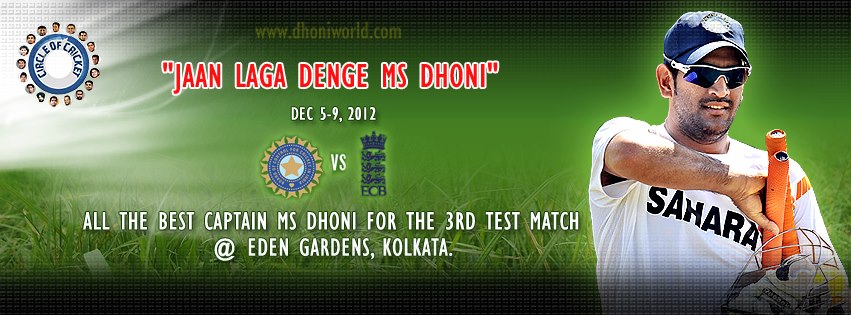 www.dhoniworld.com
CIRCLE OF CRICKET
"JAAN LAGA DENGE MS DHONI"
DEC 5-9, 2012
VS
ECB
ALL THE BEST CAPTAIN MS DHONI FOR THE 3RD TEST MATCH
@ EDEN GARDENS, KOLKATA.
SAHARA